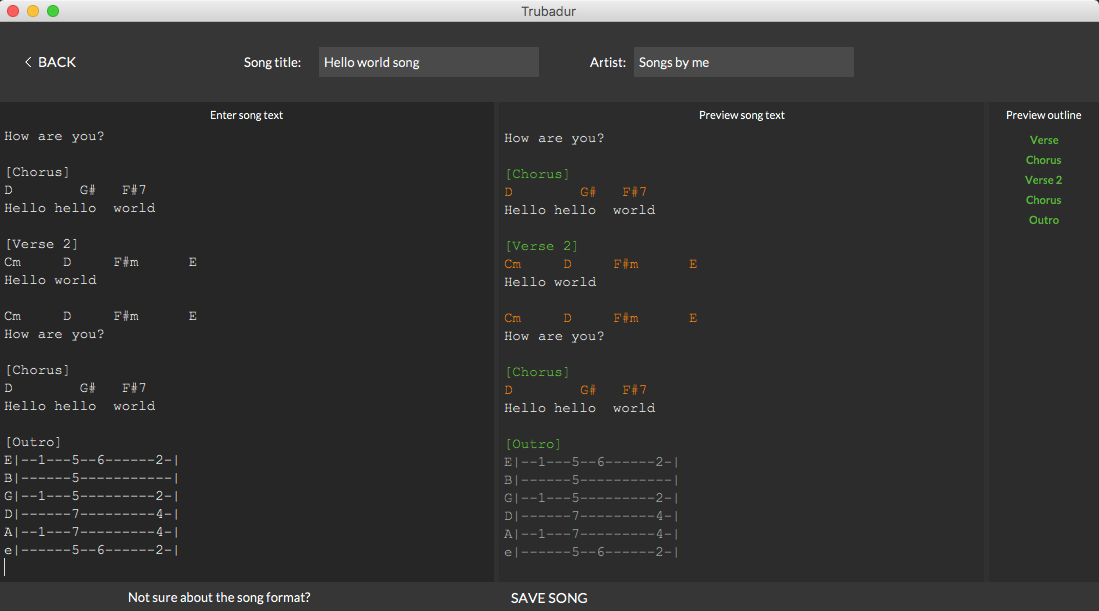 Trubadur
BACK
Song title:
Hello world song
Artist:
Songs by me
Enter song text
How are you?
[Chorus]
D        G#   F#7
Hello hello  world
[Verse 2]
Cm     D     F#m      E
Hello world
Cm     D     F#m      E
How are you?
[Chorus]
D        G#   F#7
Hello hello  world
[Outro]
E|--1---5--6------2-|
B|------5-----------|
G|--1---5---------2-|
D|------7---------4-|
A|--1---7---------4-|
e|------5--6------2-|
Preview song text
How are you?
[Chorus]
D        G#   F#7
Hello hello  world
[Verse 2]
Cm     D     F#m      E
Hello world
Cm     D     F#m      E
How are you?
[Chorus]
D        G#   F#7
Hello hello  world
[Outro]
E|--1---5--6------2-|
B|------5-----------|
G|--1---5---------2-|
D|------7---------4-|
A|--1---7---------4-|
e|------5--6------2-|
Preview outline
Verse
Chorus
Verse 2
Chorus
Outro
Not sure about the song format?
SAVE SONG